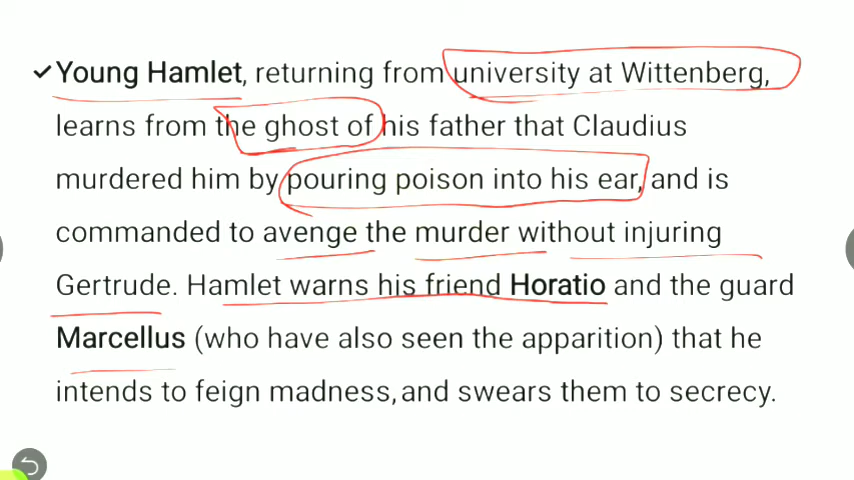 ✓Young Hamlet, returning from university at Wittenberg,
learns from the ghost of his father that Claudius
murdered him by pouring poison into his ear, and is
commanded to avenge the murder without injuring
Gertrude. Hamlet warns his friend Horatio and the guard
Marcellus (who have also seen the apparition) that he
intends to feign madness, and swears them to secrecy.